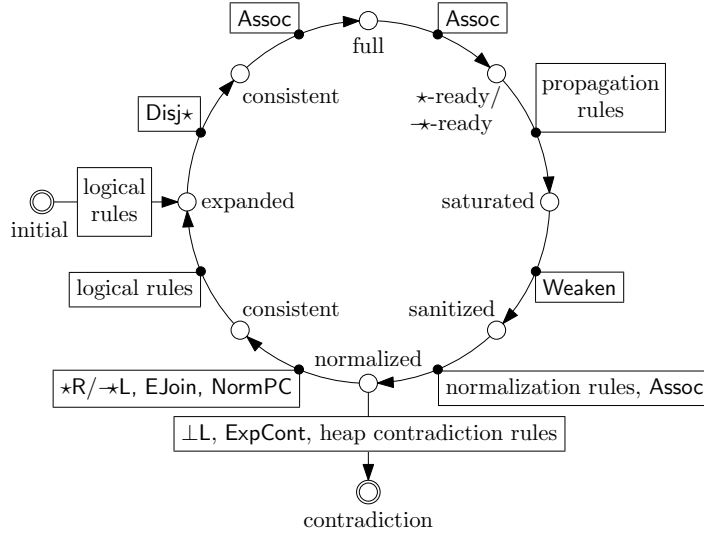 Assoc
Assoc
full
consistent
⋆-ready/
−⋆-ready
propagation
rules
Disj⋆
logical
rules
expanded
saturated
initial
logical rules
consistent
sanitized
Weaken
normalized
⋆R/−⋆L, EJoin, NormPC
normalization rules, Assoc
⊥L, ExpCont, heap contradiction rules
contradiction